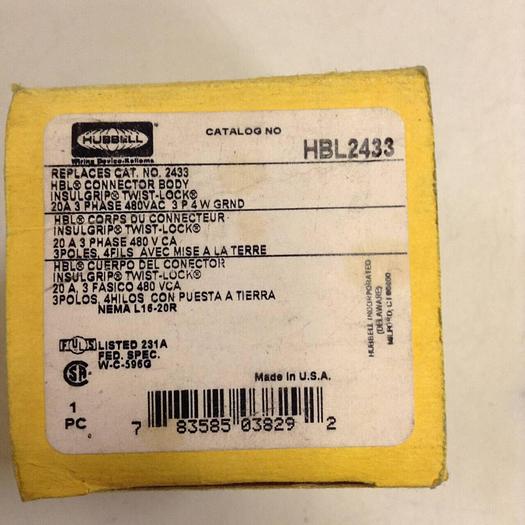 HUBBELL
Wiring Device-Kellems
CATALOG NO
HBL2433
REPLACES CAT. NO. 2433
HBL® CONNECTOR BODY
INSULGRIP® TWIST-LOCK®
20A 3 PHASE 480VAC 3 P 4 W GRND
HBL® CORPS DU CONNECTEUR
INSULGRIP® TWIST-LOCK®
20 A 3 PHASE 480 V CA
3POLES, 4FILS AVEC MISE A LA TERRE
HBL® CUERPO DEL CONECTOR
INSULGRIP® TWIST-LOCK®
20 A, 3 FASICO 480 VCA
3POLOS, 4HILOS CON PUESTA A TIERRA
NEMA L16-20R
HUBBELL INCORPORATED
(DELAWARE)
MILFORD, CT
LISTED 231A
FED. SPEC.
W-C-596G
Made in U.S.A.
1
PC
7 83585 03829 2